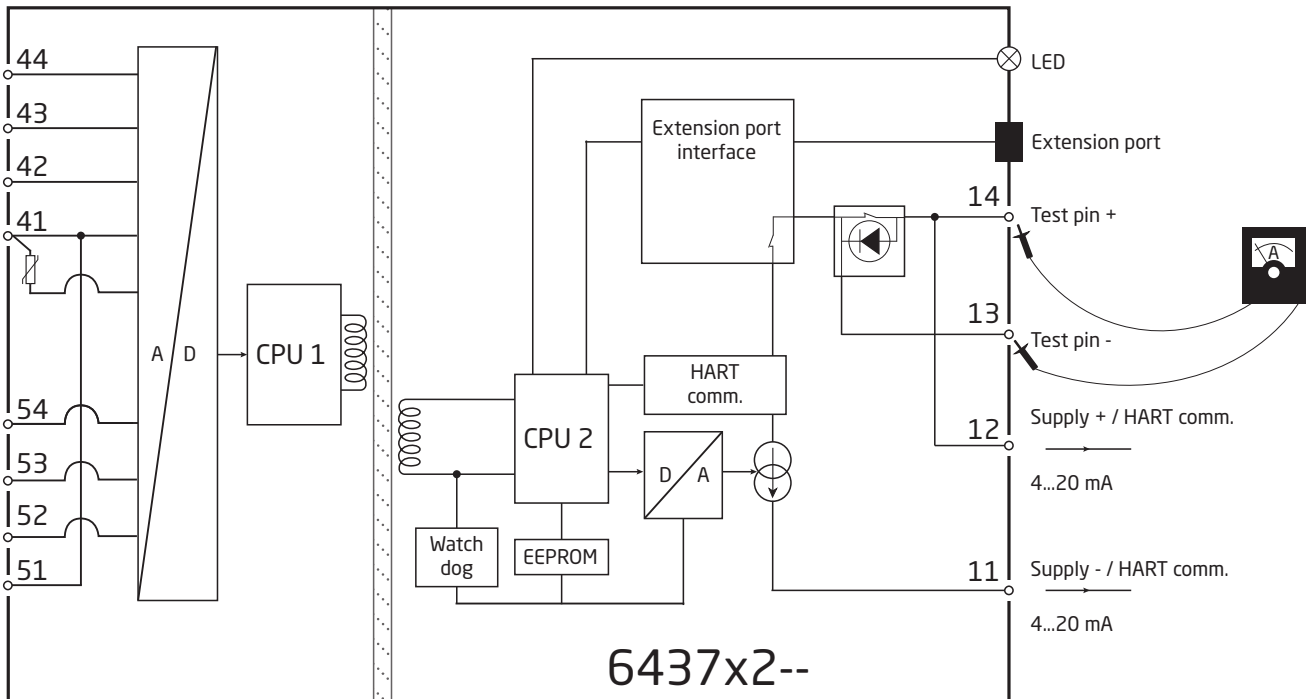 44
43
42
41
54
53
52
51
A
D
CPU 1
LED
Extension port
interface
Extension port
14
Test pin +
A
13
Test pin -
HART
comm.
CPU 2
D
A
12
Supply + / HART comm.
4...20 mA
Watch
dog
EEPROM
11
Supply - / HART comm.
4...20 mA
6437x2--